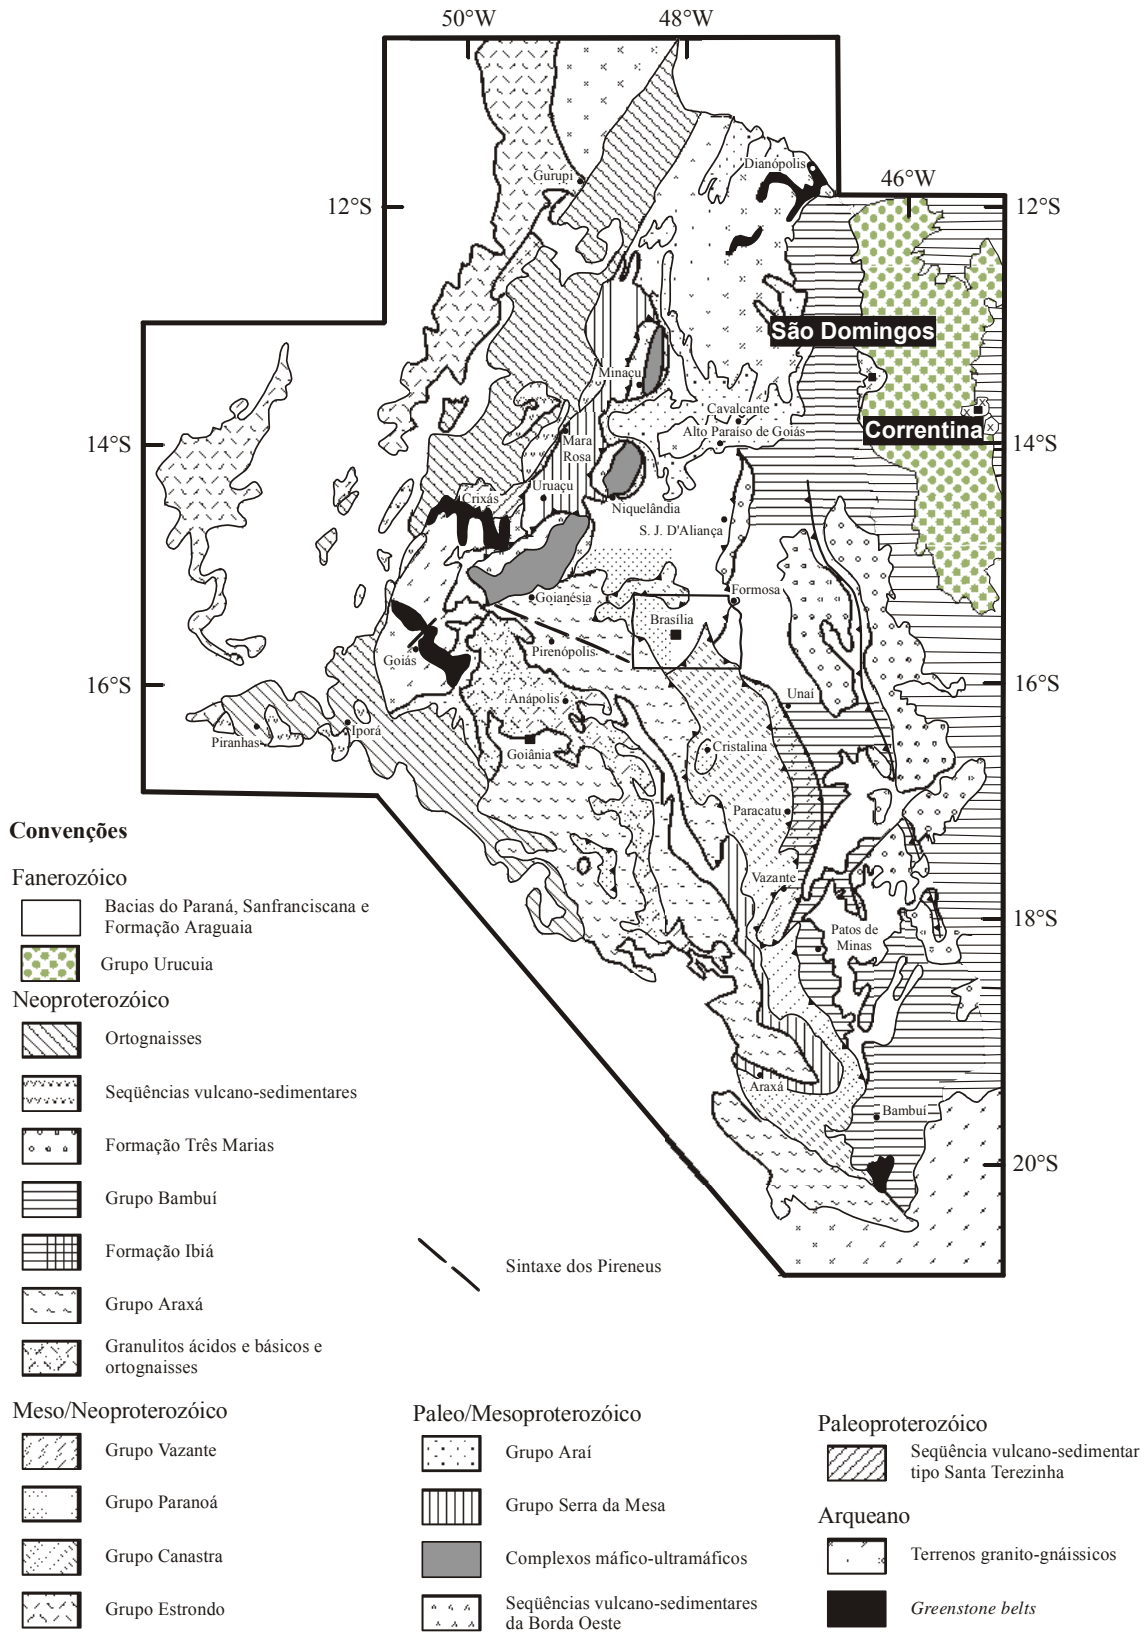 50°W
48°W
Dianópolis
Gurupi
46°W
12°S
12°S
São Domingos
Minaçu
Cavalcante
Correntina
Alto Paraíso de Goiás
14°S
14°S
Mara
Rosa
Uruaçu
Crixás
Niquelândia
S. J. D'Aliança
Goianésia
Formosa
Brasília
Pirenópolis
Goiás
16°S
16°S
Anápolis
Unaí
Iporá
Piranhas
Goiânia
Cristalina
Paracatu
Vazante
18°S
Patos de
Minas
Araxá
Bambuí
20°S
Convenções
Fanerozóico
Bacias do Paraná, Sanfranciscana e
Formação Araguaia
Grupo Urucuia
Neoproterozóico
Ortognaisses
Seqüências vulcano-sedimentares
Formação Três Marias
Grupo Bambuí
Formação Ibiá
Grupo Araxá
Granulitos ácidos e básicos e
ortognaisses
Sintaxe dos Pireneus
Meso/Neoproterozóico
Grupo Vazante
Grupo Paranoá
Grupo Canastra
Grupo Estrondo
Paleo/Mesoproterozóico
Grupo Araí
Grupo Serra da Mesa
Complexos máfico-ultramáficos
Seqüências vulcano-sedimentares
da Borda Oeste
Paleoproterozóico
Seqüência vulcano-sedimentar
tipo Santa Terezinha
Arqueano
Terrenos granito-gnáissicos
Greenstone belts